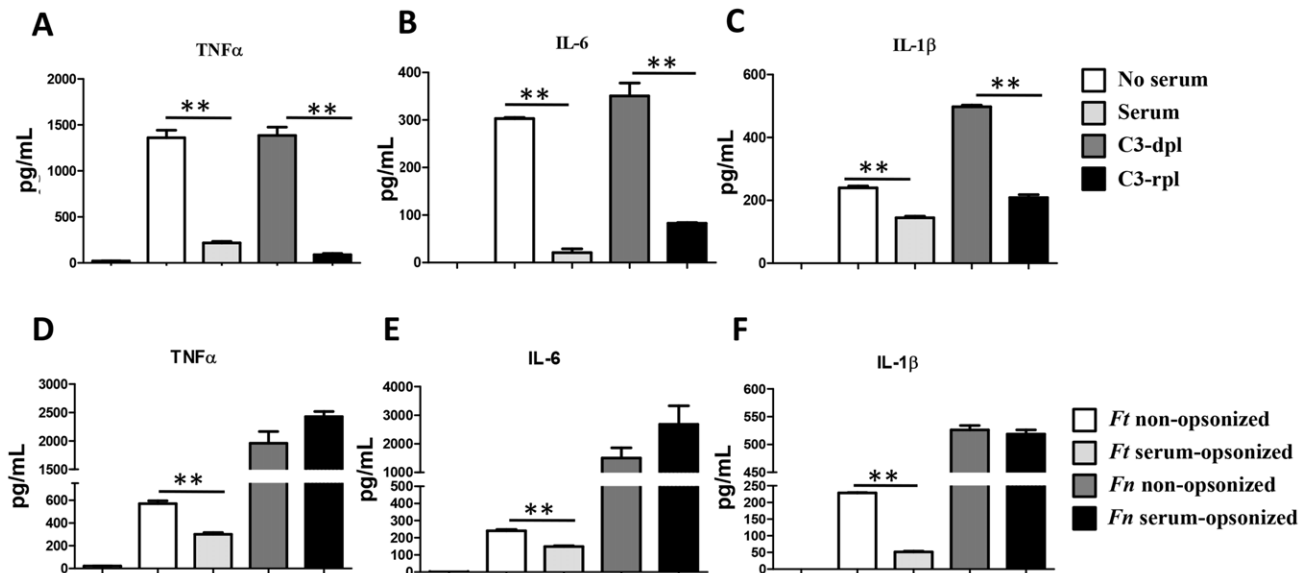 A
TNFα
pg/mL
2000
1500
1000
500
0
**
**
B
IL-6
pg/mL
400
300
200
100
0
**
**
C
IL-1β
pg/mL
600
400
200
0
**
**
No serum
Serum
C3-dpl
C3-rpl
D
TNFα
pg/mL
3000
2500
2000
1500
600
400
200
0
**
E
IL-6
pg/mL
4000
3000
2000
1000
400
300
200
100
0
**
F
IL-1β
pg/mL
600
550
500
450
250
200
150
100
50
0
**
Ft non-opsonized
Ft serum-opsonized
Fn non-opsonized
Fn serum-opsonized